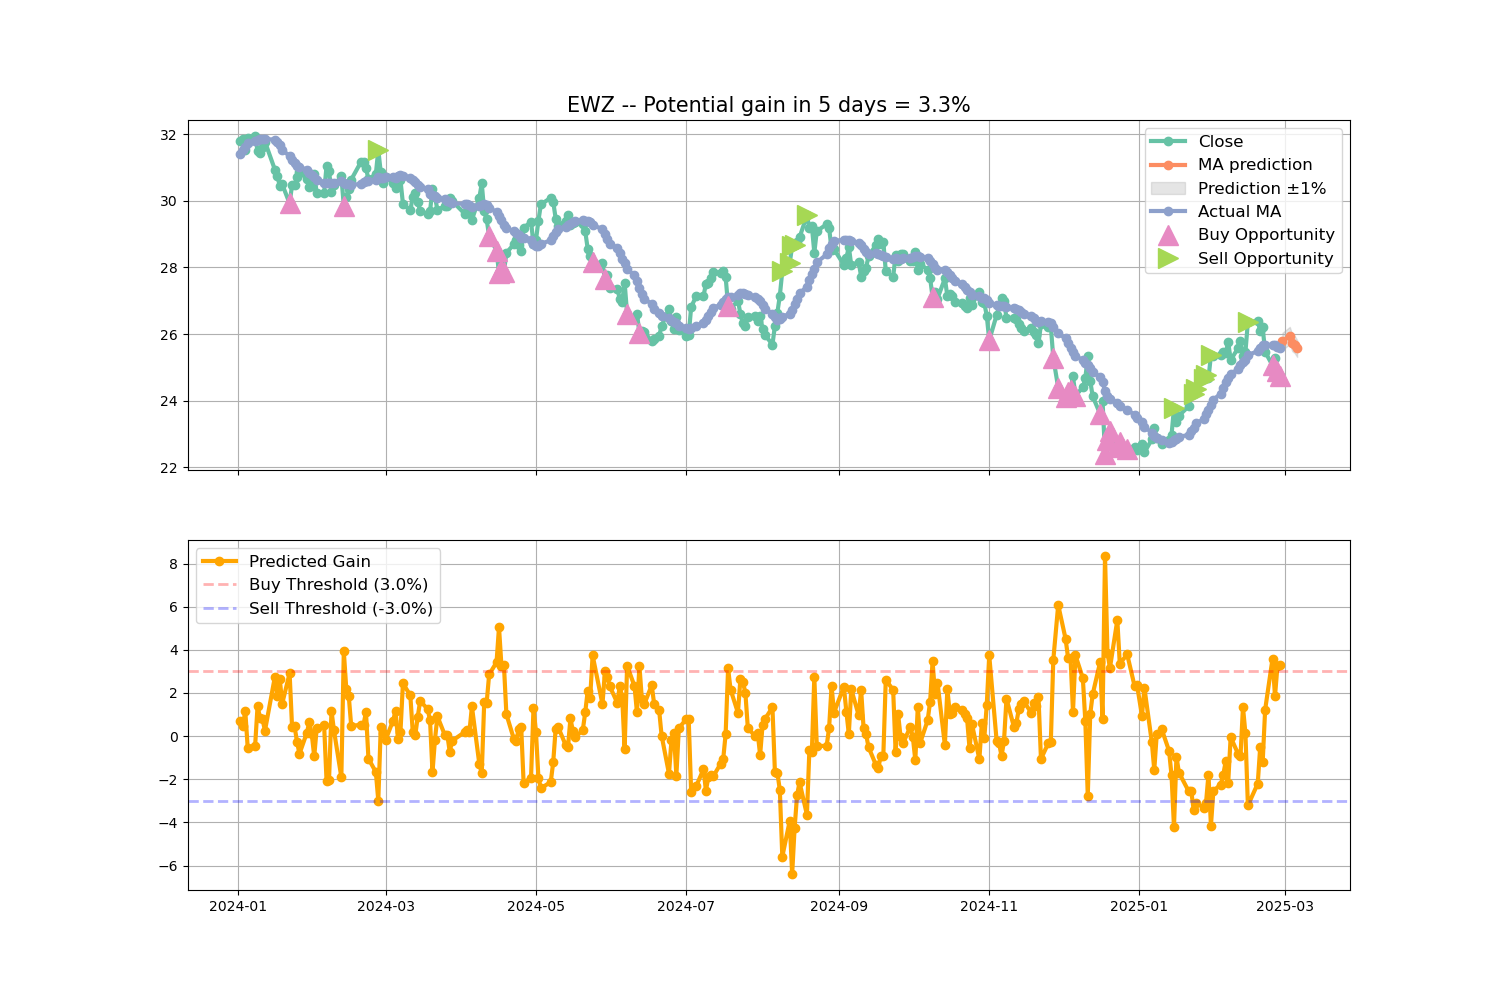 EWZ -- Potential gain in 5 days = 3.3%
32
30
28
26
24
22
Close
MA prediction
Prediction ±1%
Actual MA
Buy Opportunity
Sell Opportunity
8
6
4
2
0
−2
−4
−6
Predicted Gain
Buy Threshold (3.0%)
Sell Threshold (-3.0%)
2024-01 2024-03 2024-05 2024-07 2024-09 2024-11 2025-01 2025-03